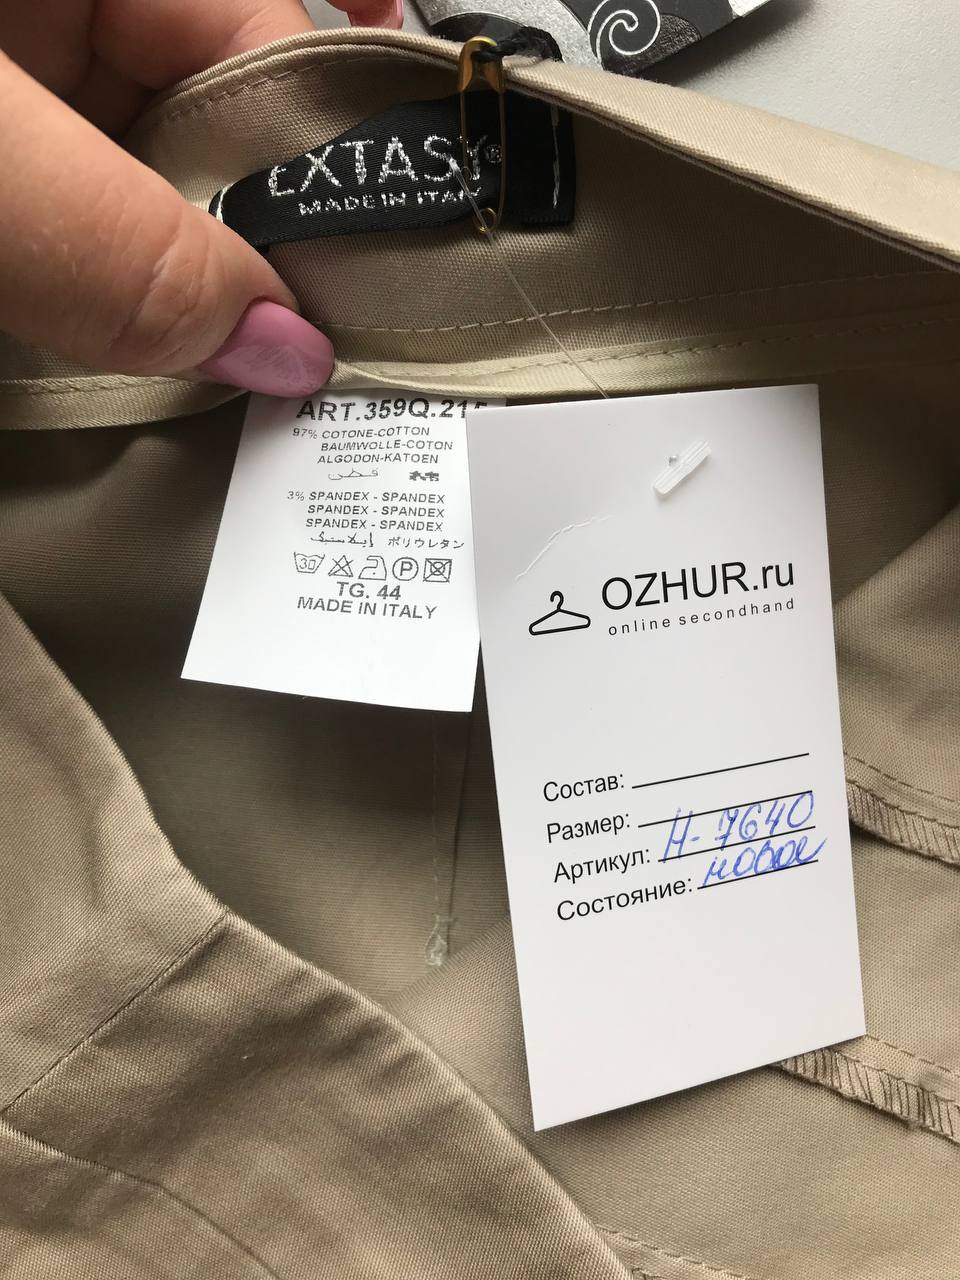 EXTASY®
MADE IN ITALY
ART.359Q.215
97% COTONE-COTTON
BAUMWOLLE-COTON
ALGODON-KATOEN
قطن
3% SPANDEX - SPANDEX
SPANDEX - SPANDEX
SPANDEX - SPANDEX
ポリウレタン
30
P
TG. 44
MADE IN ITALY
OZHUR.ru
online secondhand
Состав:
Размер:
Артикул: Н-7640
Состояние: новое